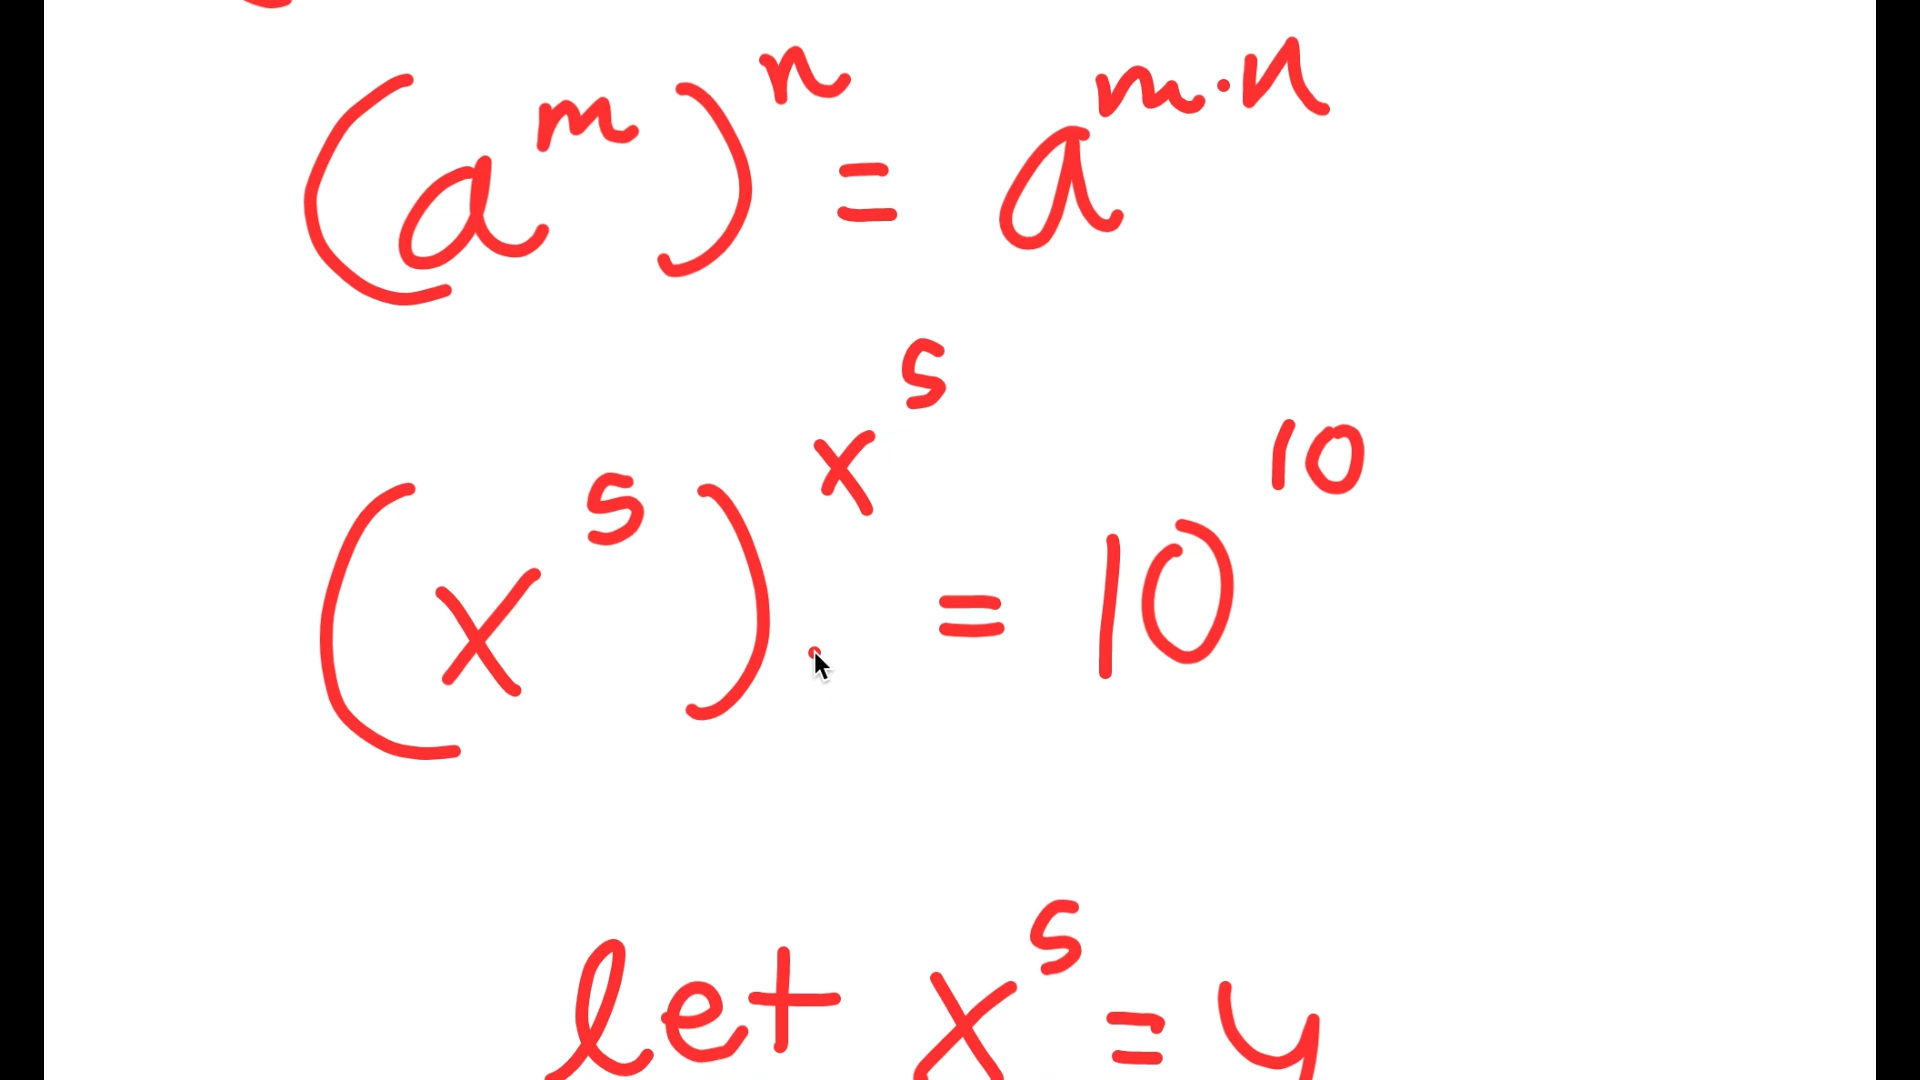 (a^m)^n = a^{m·n}
(x^5)^{x^5} = 10^{10}
let x^5 = y